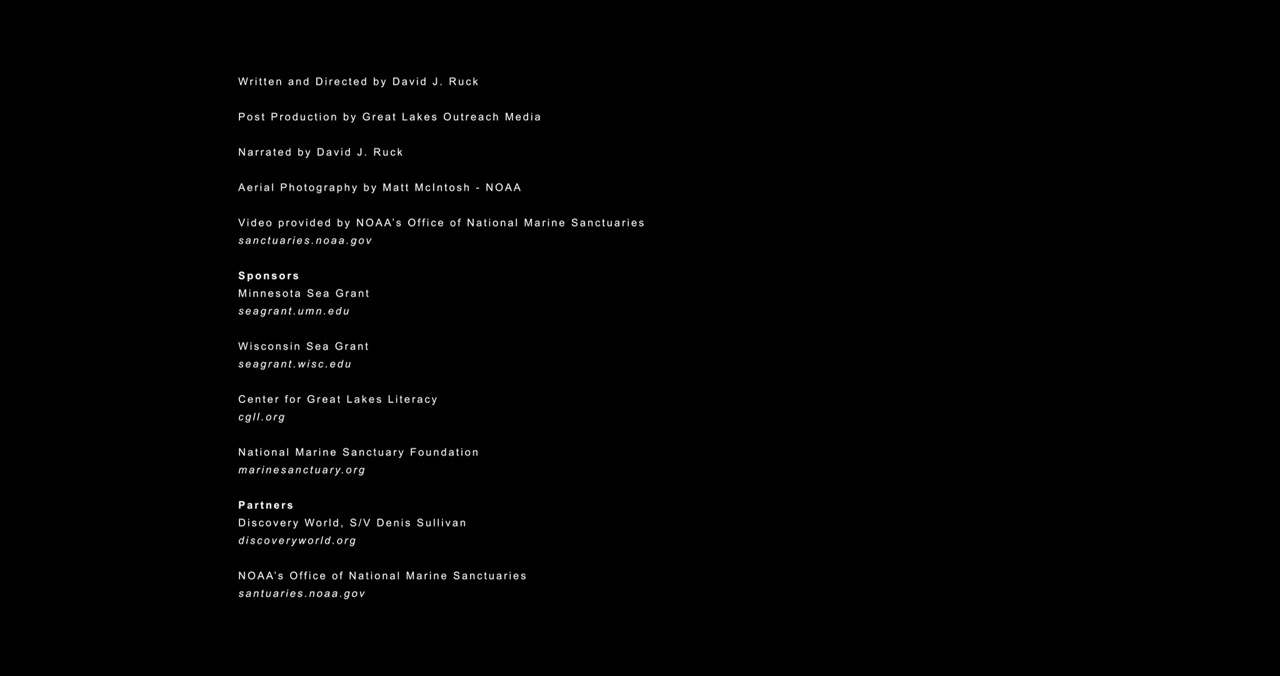 Written and Directed by David J. Ruck
Post Production by Great Lakes Outreach Media
Narrated by David J. Ruck
Aerial Photography by Matt McIntosh - NOAA
Video provided by NOAA's Office of National Marine Sanctuaries
sanctuaries.noaa.gov
Sponsors
Minnesota Sea Grant
seagrant.umn.edu
Wisconsin Sea Grant
seagrant.wisc.edu
Center for Great Lakes Literacy
cgll.org
National Marine Sanctuary Foundation
marinesanctuary.org
Partners
Discovery World, S/V Denis Sullivan
discoveryworld.org
NOAA's Office of National Marine Sanctuaries
santuaries.noaa.gov